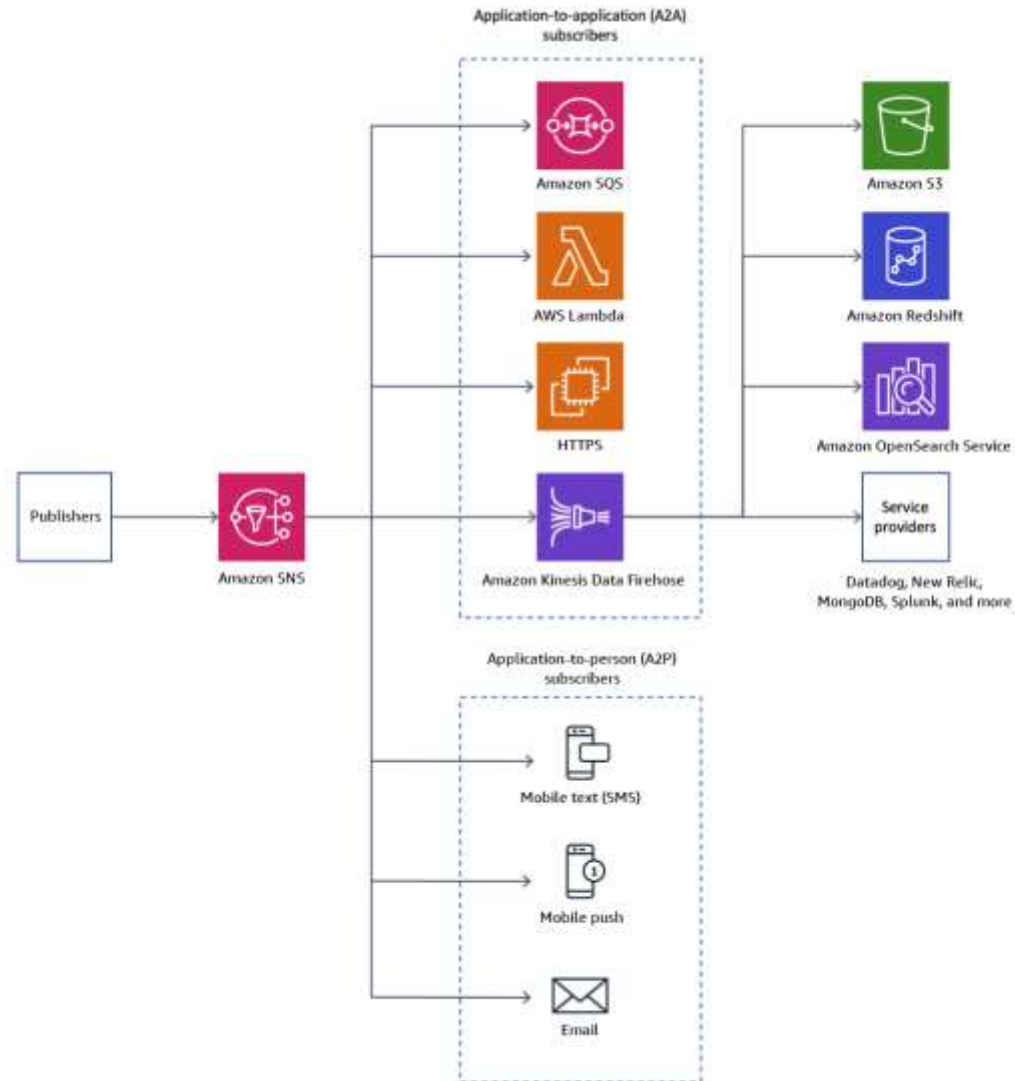 Application-to-application (A2A)
subscribers
Amazon SQS
Amazon S3
AWS Lambda
Amazon Redshift
HTTPS
Amazon OpenSearch Service
Publishers
Amazon SNS
Amazon Kinesis Data Firehose
Service
providers
Datadog, New Relic,
MongoDB, Splunk, and more
Application-to-person (A2P)
subscribers
Mobile text (SMS)
1
Mobile push
Email